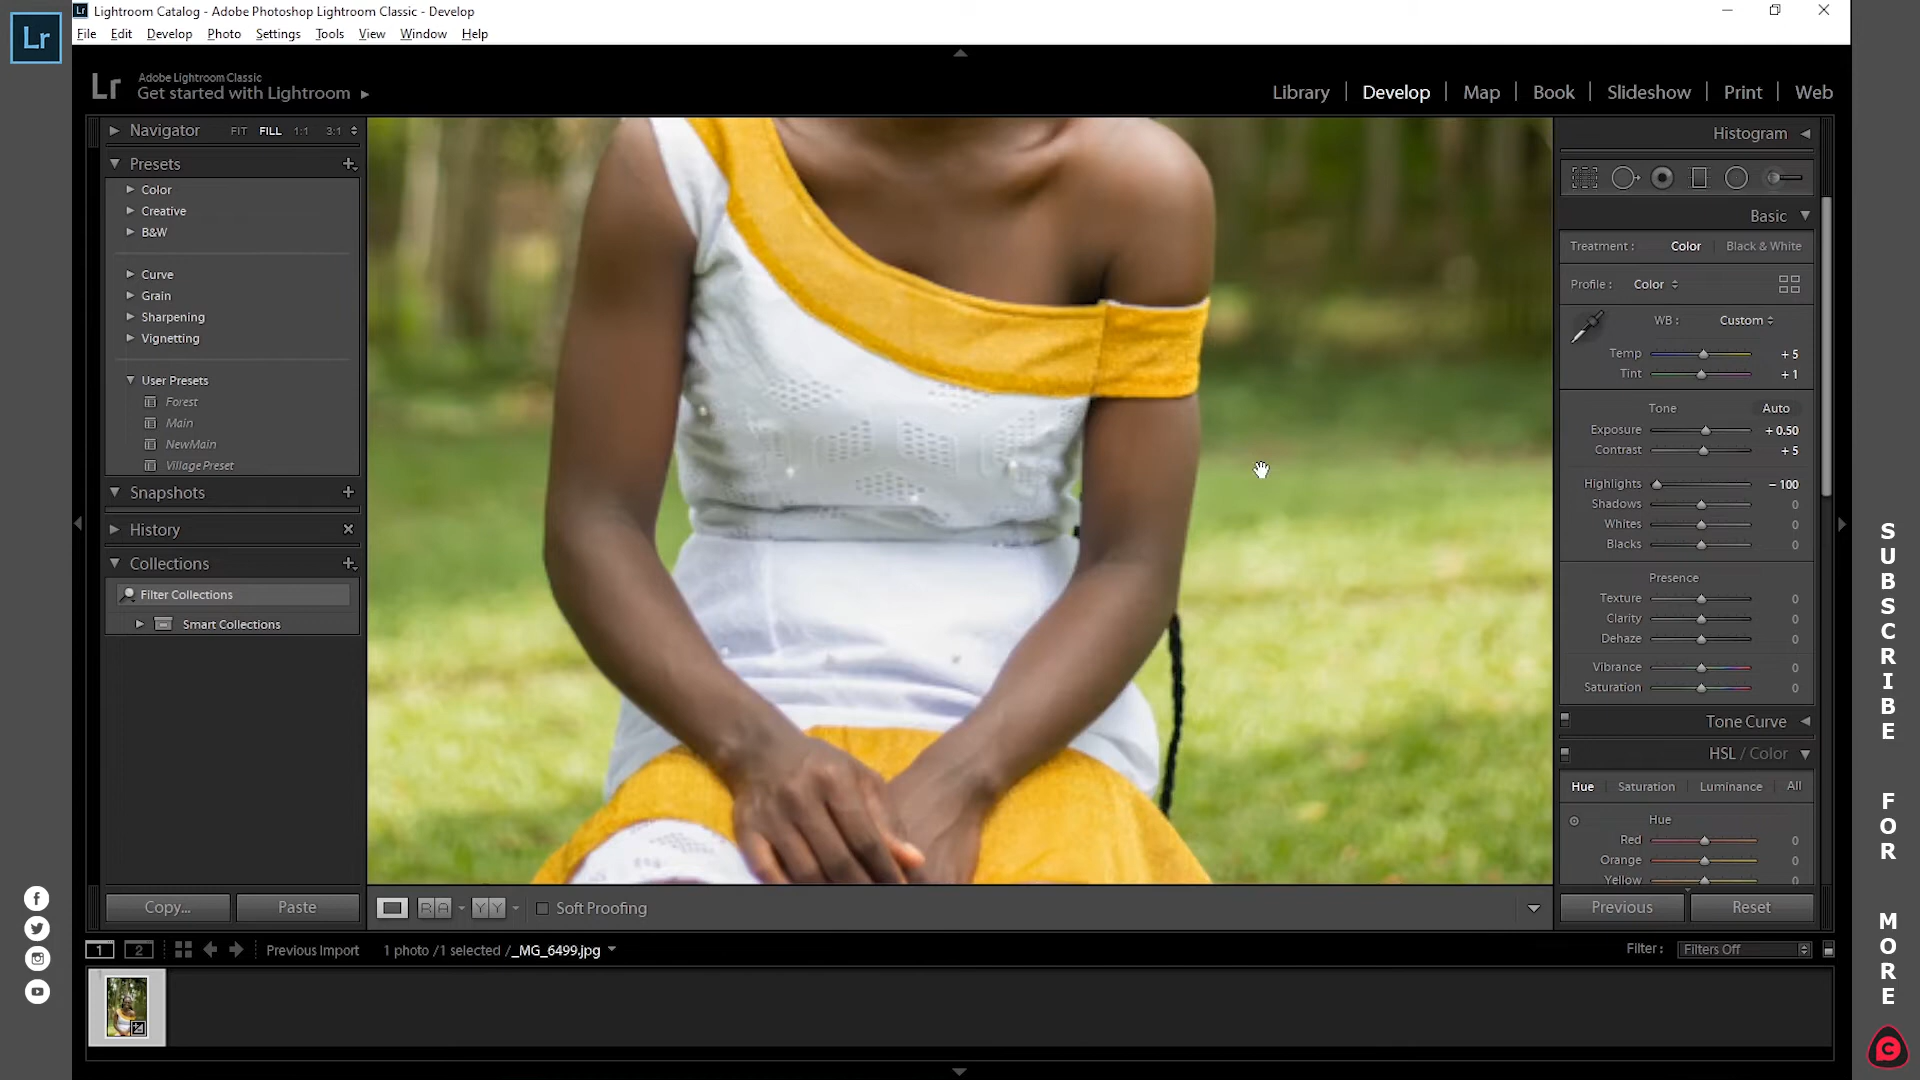 Lr
Lightroom Catalog - Adobe Photoshop Lightroom Classic - Develop
File Edit Develop Photo Settings Tools View Window Help
Lr
Adobe Lightroom Classic
Get started with Lightroom
Library | Develop | Map | Book | Slideshow | Print | Web
Navigator FIT FILL 1:1 3:1
Presets
Color
Creative
B&W
Curve
Grain
Sharpening
Vignetting
User Presets
Forest
Main
NewMain
Village Preset
Snapshots
History
Collections
Filter Collections
Smart Collections
Copy... Paste
Soft Proofing
Histogram
Basic
Treatment : Color | Black & White
Profile : Color
WB : Custom
Temp + 5
Tint + 1
Tone Auto
Exposure + 0.50
Contrast + 5
Highlights – 100
Shadows 0
Whites 0
Blacks 0
Presence
Texture 0
Clarity 0
Dehaze 0
Vibrance 0
Saturation 0
Tone Curve
HSL / Color
Hue Saturation Luminance All
Hue
Red 0
Orange 0
Yellow 0
Previous Reset
1 2 Previous Import 1 photo /1 selected /_MG_6499.jpg
Filter : Filters Off
SUBSCRIBE
FOR
MORE